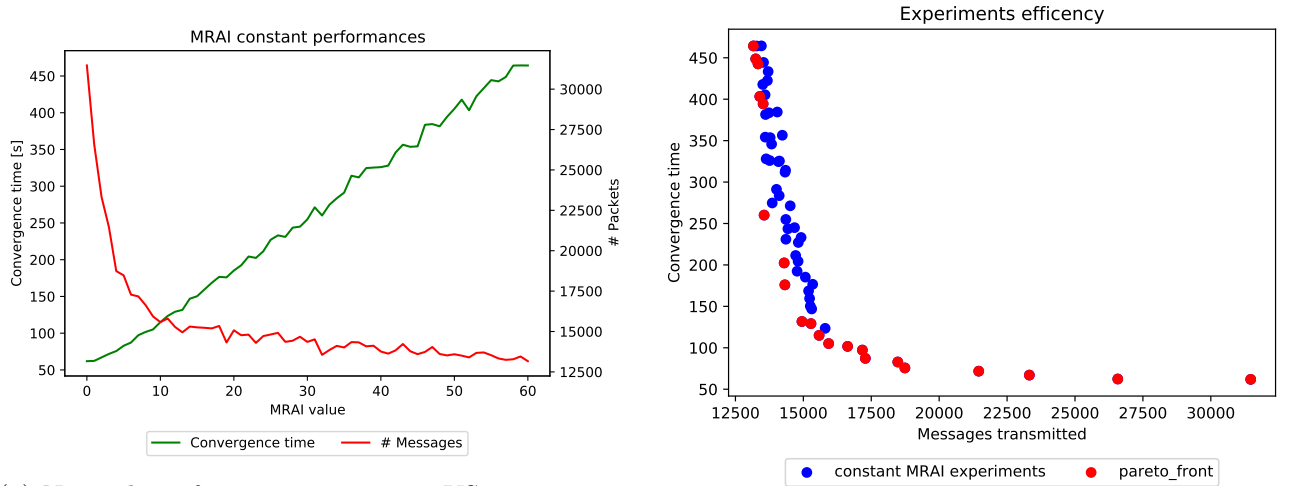 MRAI constant performances
Convergence time [s]
450
400
350
300
250
200
150
100
50
30000
27500
25000
22500
20000
17500
15000
12500
# Packets
0 10 20 30 40 50 60
MRAI value
Convergence time # Messages
Experiments efficency
Convergence time
450
400
350
300
250
200
150
100
50
12500 15000 17500 20000 22500 25000 27500 30000
Messages transmitted
constant MRAI experiments pareto_front